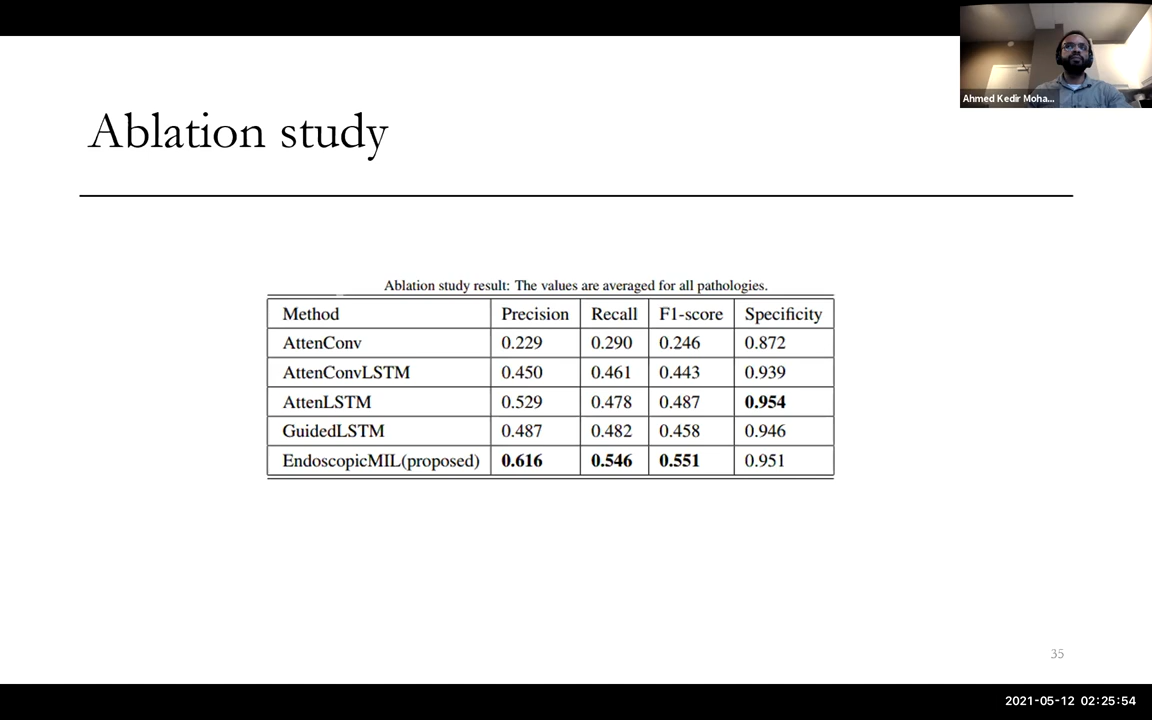 Ahmed Kedir Moha...
Ablation study
Ablation study result: The values are averaged for all pathologies.
Method Precision Recall F1-score Specificity
AttenConv 0.229 0.290 0.246 0.872
AttenConvLSTM 0.450 0.461 0.443 0.939
AttenLSTM 0.529 0.478 0.487 0.954
GuidedLSTM 0.487 0.482 0.458 0.946
EndoscopicMIL(proposed) 0.616 0.546 0.551 0.951
35
2021-05-12 02:25:54